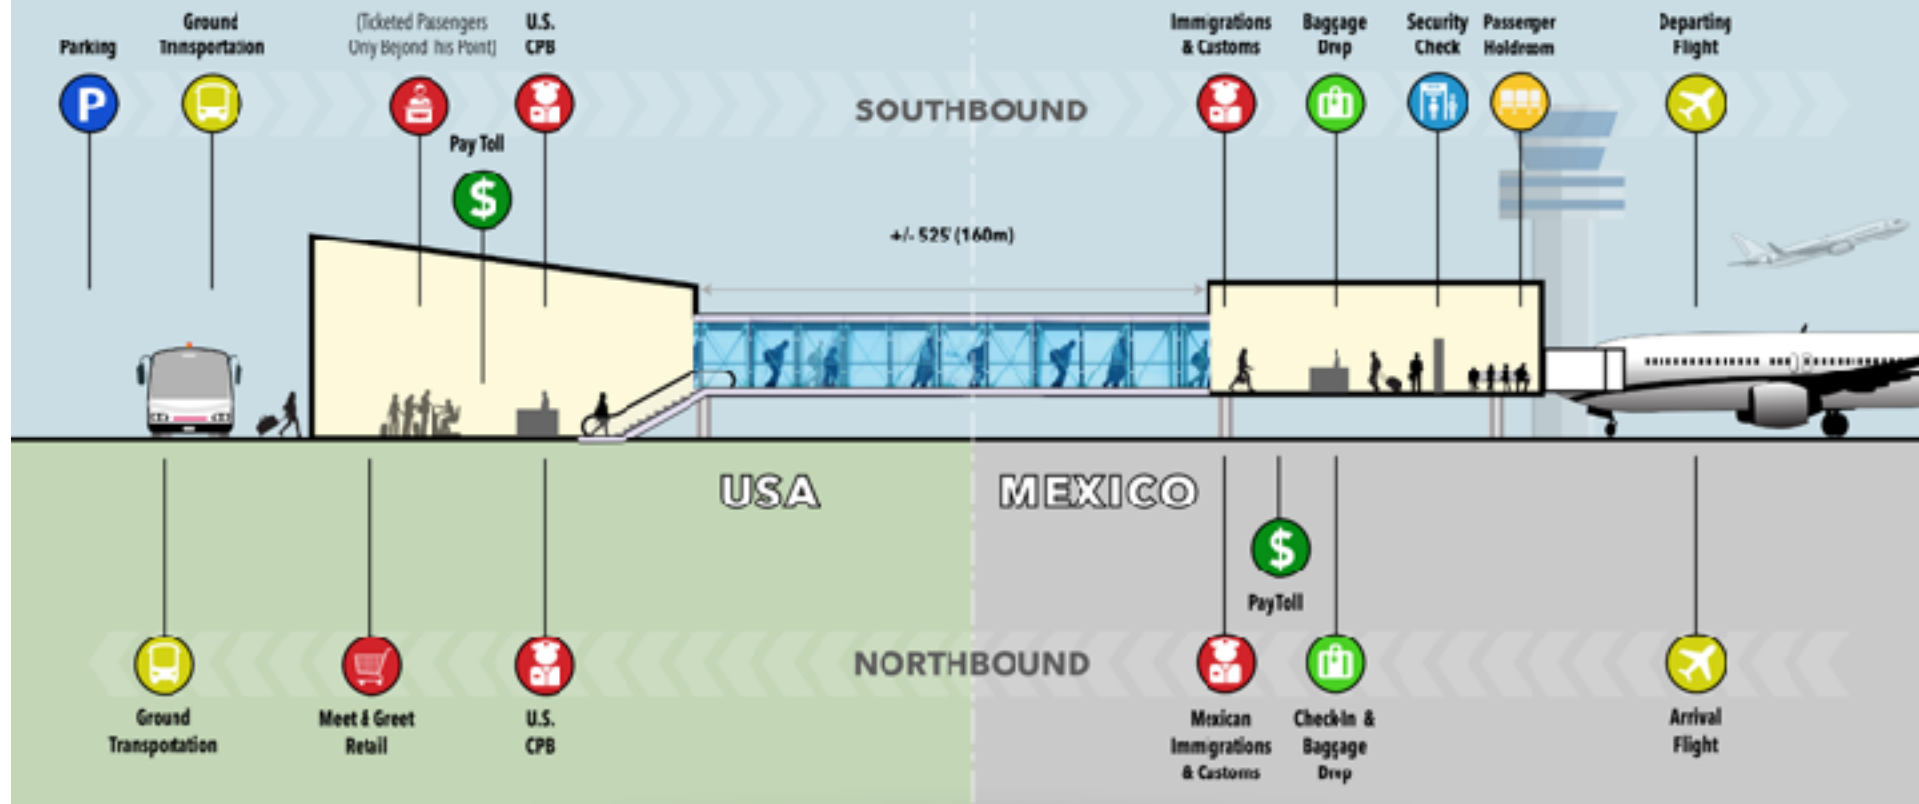 Parking
Ground
Transportation
(Ticketed Passengers
Only Beyond his Point)
U.S.
CPB
Immigrations
& Customs
Baggage
Drop
Security
Check
Passenger
Holdroom
Departing
Flight
P
SOUTHBOUND
Pay Toll
$
+/- 525' (160m)
USA
MEXICO
$
Pay Toll
NORTHBOUND
Ground
Transportation
Meet & Greet
Retail
U.S.
CPB
Mexican
Immigrations
& Customs
Check-In &
Baggage
Drop
Arrival
Flight